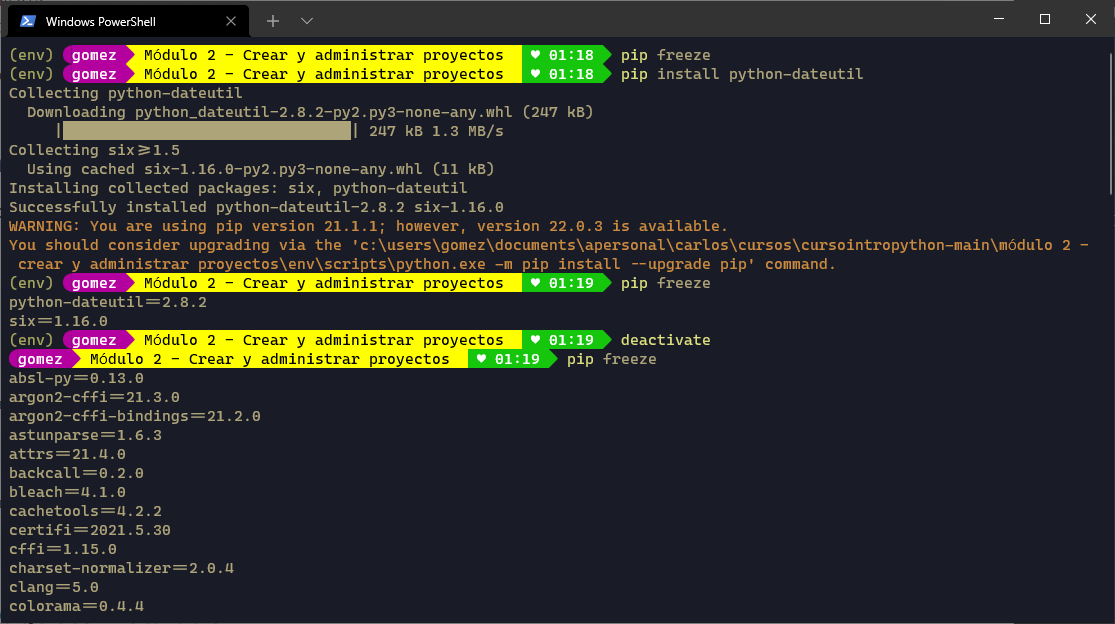 Windows PowerShell
(env) gomez Módulo 2 - Crear y administrar proyectos ♥ 01:18 pip freeze
(env) gomez Módulo 2 - Crear y administrar proyectos ♥ 01:18 pip install python-dateutil
Collecting python-dateutil
Downloading python_dateutil-2.8.2-py2.py3-none-any.whl (247 kB)
| | 247 kB 1.3 MB/s
Collecting six>=1.5
Using cached six-1.16.0-py2.py3-none-any.whl (11 kB)
Installing collected packages: six, python-dateutil
Successfully installed python-dateutil-2.8.2 six-1.16.0
WARNING: You are using pip version 21.1.1; however, version 22.0.3 is available.
You should consider upgrading via the 'c:\users\gomez\documents\apersonal\carlos\cursos\cursointropython-main\módulo 2 -
crear y administrar proyectos\env\scripts\python.exe -m pip install --upgrade pip' command.
(env) gomez Módulo 2 - Crear y administrar proyectos ♥ 01:19 pip freeze
python-dateutil==2.8.2
six==1.16.0
(env) gomez Módulo 2 - Crear y administrar proyectos ♥ 01:19 deactivate
gomez Módulo 2 - Crear y administrar proyectos ♥ 01:19 pip freeze
absl-py==0.13.0
argon2-cffi==21.3.0
argon2-cffi-bindings==21.2.0
astunparse==1.6.3
attrs==21.4.0
backcall==0.2.0
bleach==4.1.0
cachetools==4.2.2
certifi==2021.5.30
cffi==1.15.0
charset-normalizer==2.0.4
clang==5.0
colorama==0.4.4